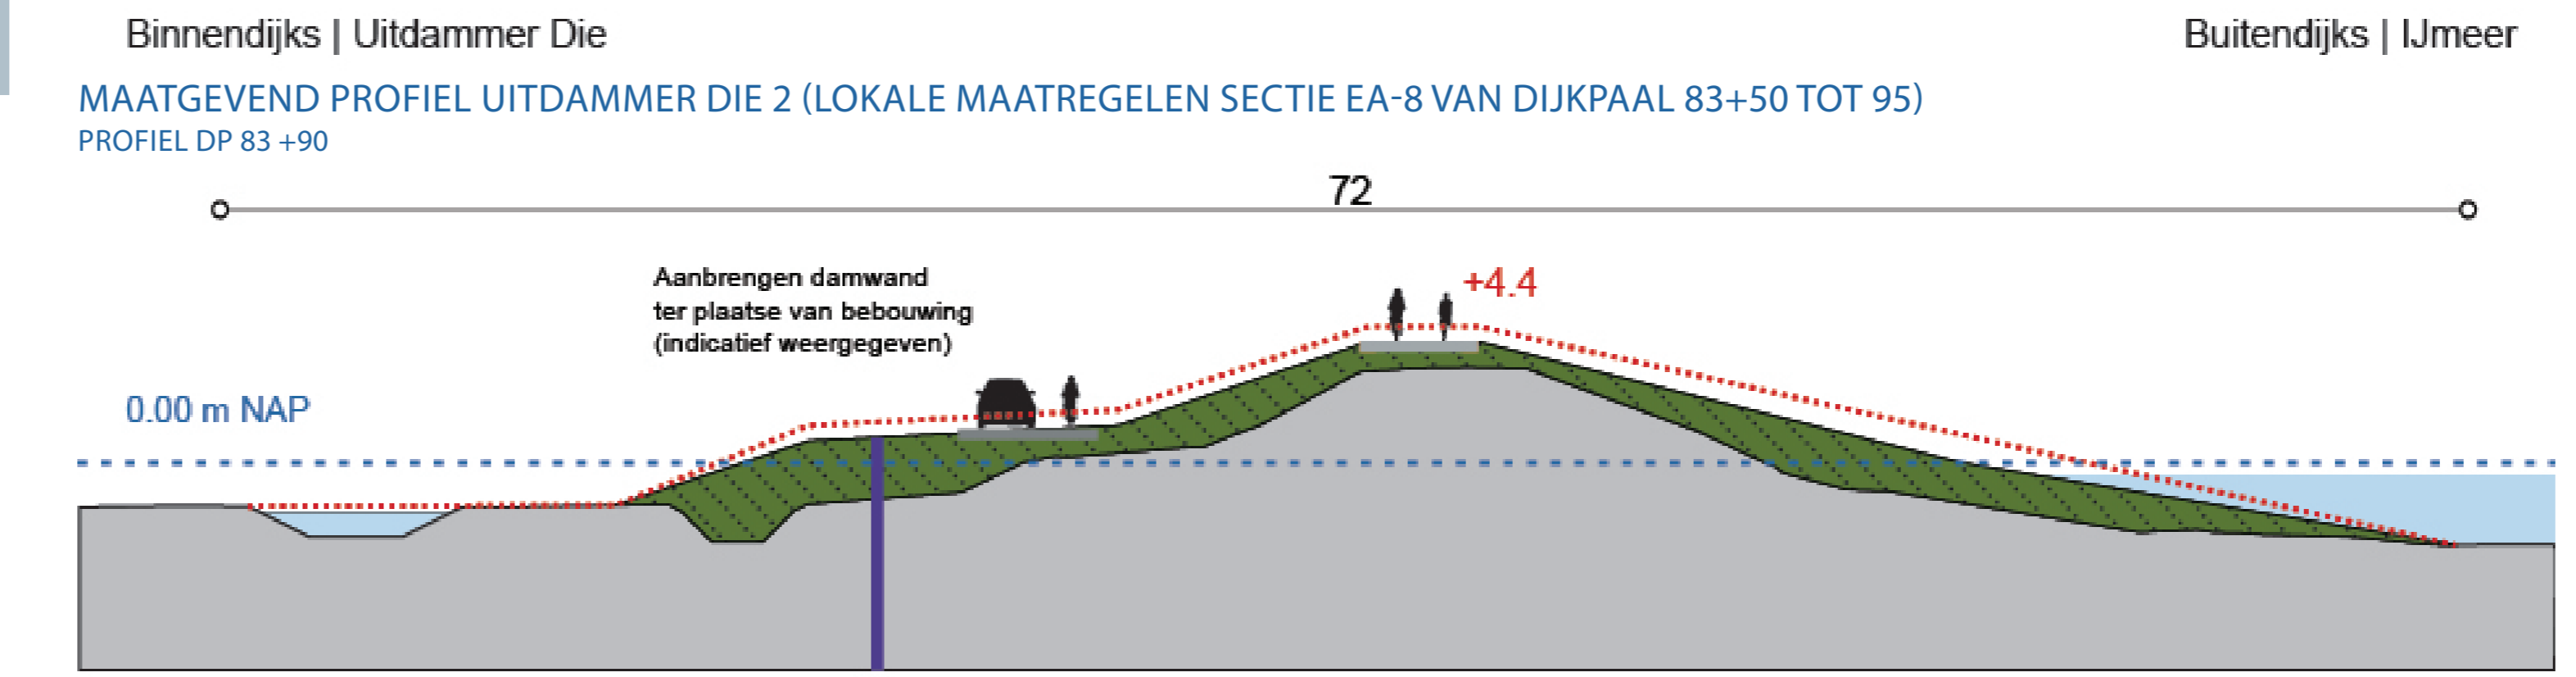 Binnendijks | Uitdammer Die
Buitendijks | IJmeer
MAATGEVEND PROFIEL UITDAMMER DIE 2 (LOKALE MAATREGELEN SECTIE EA-8 VAN DIJKPAAL 83+50 TOT 95)
PROFIEL DP 83 +90
72
Aanbrengen damwand
ter plaatse van bebouwing
(indicatief weergegeven)
+4.4
0.00 m NAP